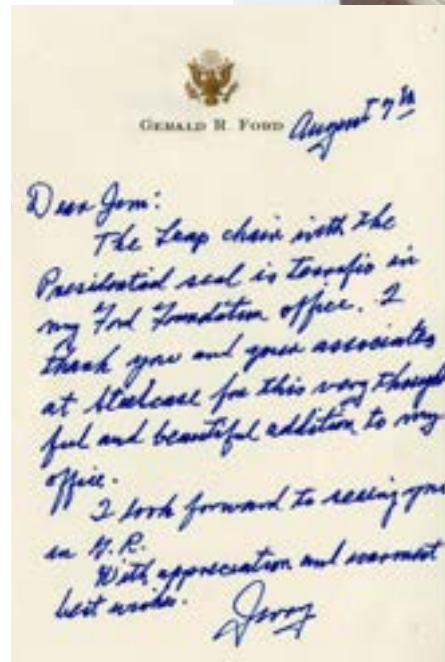 GERALD R. FORD
August 7th
Dear Jim:
The Leap chair with the
Presidential seal is terrific in
my Ford Foundation office. I
thank you and your associates
at Steelcase for this very thought
ful and beautiful addition to my
office.
I look forward to seeing you
in G.R.
With appreciation and warmest
best wishes.
Jerry